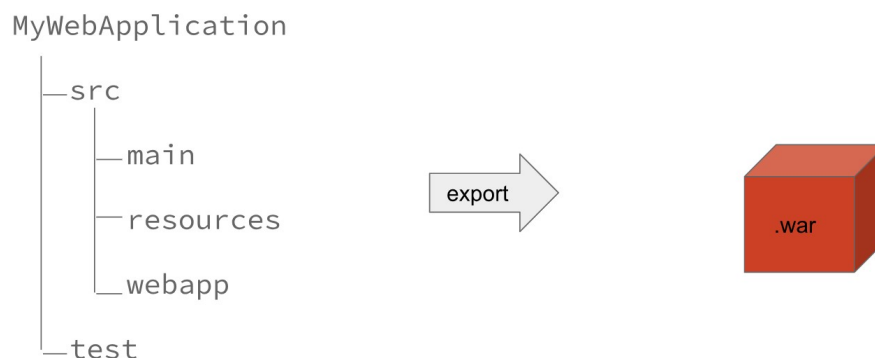 MyWebApplication
src
main
resources
webapp
test
export
.war